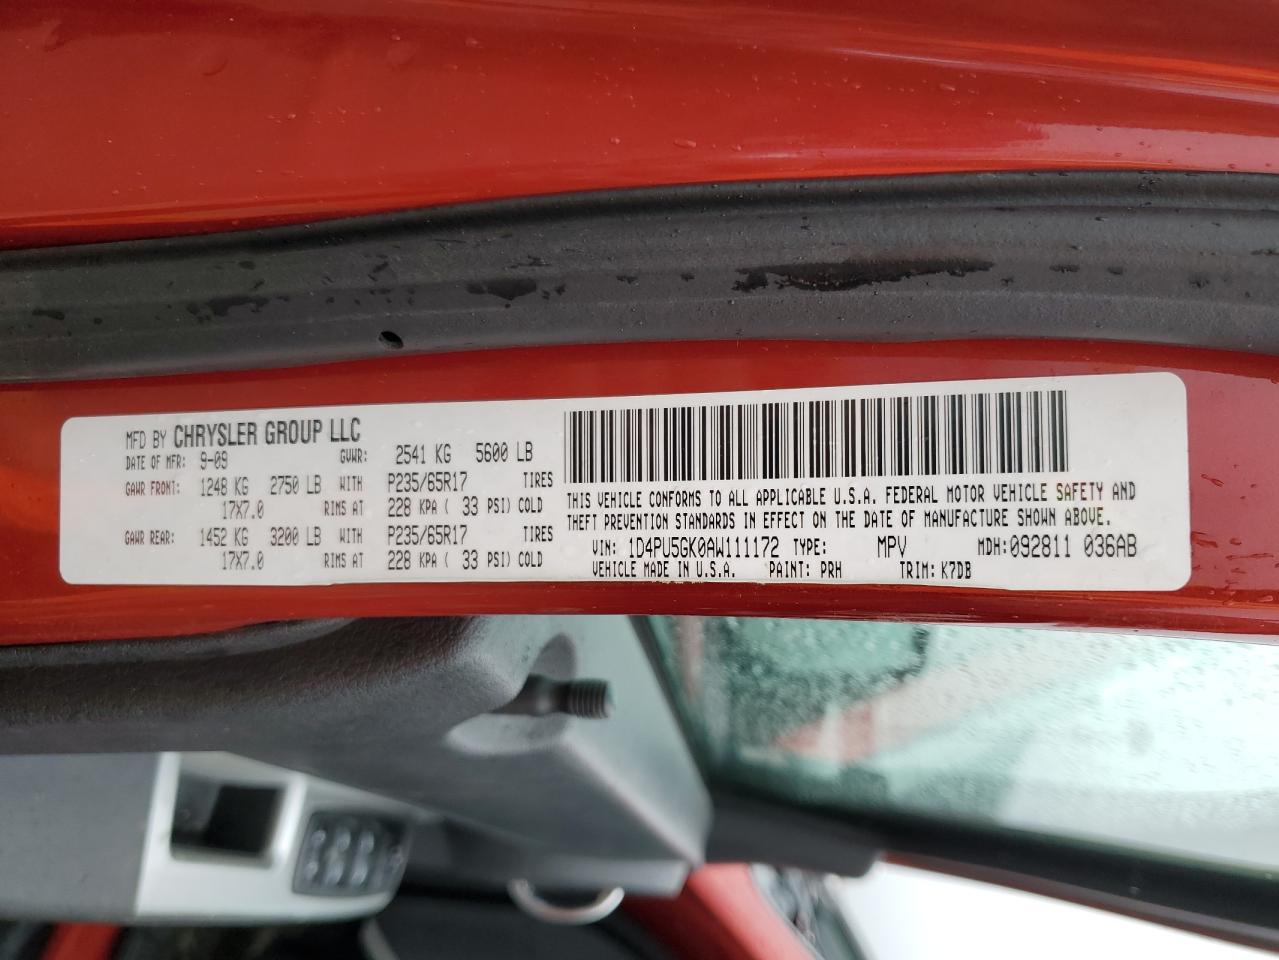 MFD BY CHRYSLER GROUP LLC
DATE OF MFR: 9-09 GVWR: 2541 KG 5600 LB
GAWR FRONT: 1248 KG 2750 LB WITH P235/65R17 TIRES
17X7.0 RIMS AT 228 KPA ( 33 PSI) COLD
GAWR REAR: 1452 KG 3200 LB WITH P235/65R17 TIRES
17X7.0 RIMS AT 228 KPA ( 33 PSI) COLD
THIS VEHICLE CONFORMS TO ALL APPLICABLE U.S.A. FEDERAL MOTOR VEHICLE SAFETY AND
THEFT PREVENTION STANDARDS IN EFFECT ON THE DATE OF MANUFACTURE SHOWN ABOVE.
VIN: 1D4PU5GK0AW111172 TYPE: MPV MDH: 092811 036AB
VEHICLE MADE IN U.S.A. PAINT: PRH TRIM: K7DB